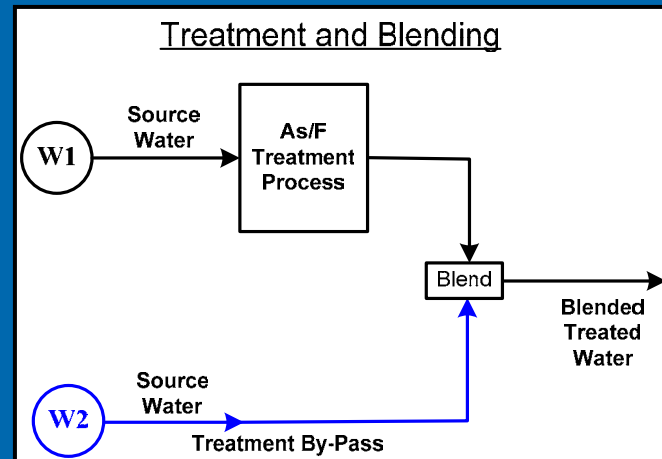 Treatment and Blending
Source
Water
W1
As/F
Treatment
Process
Blend
Blended
Treated
Water
Source
Water
W2
Treatment By-Pass